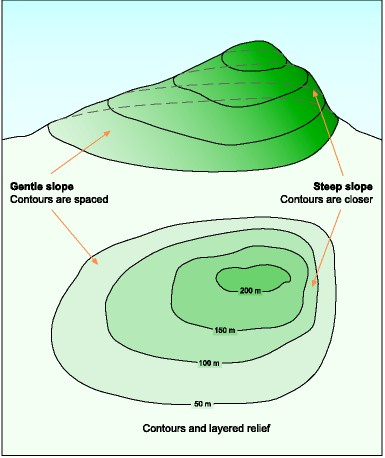 Gentle slope
Contours are spaced
Steep slope
Contours are closer
200 m
150 m
100 m
50 m
Contours and layered relief